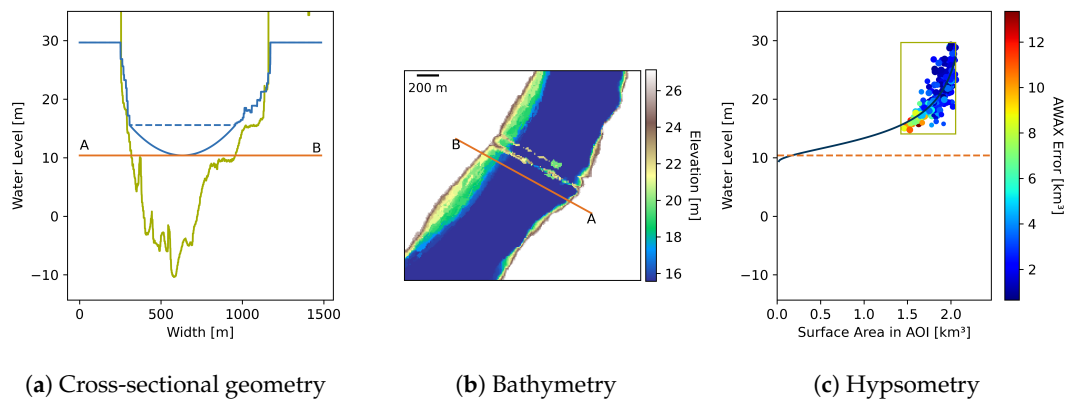 30
20
10
0
−10
A
B
0
500
1000
1500
Width [m]
Water Level [m]
200 m
B
A
26
24
22
20
18
16
Elevation [m]
30
20
10
0
−10
0.0
0.5
1.0
1.5
2.0
Surface Area in AOI [km³]
Water Level [m]
12
10
8
6
4
2
AWAX Error [km³]
(a) Cross-sectional geometry
(b) Bathymetry
(c) Hypsometry